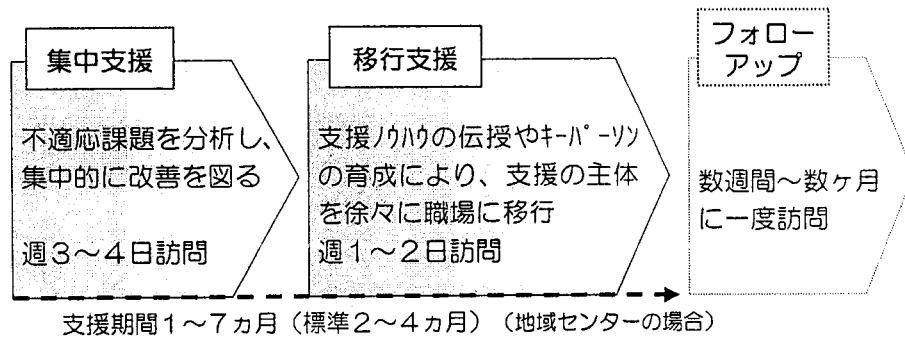 集中支援
不適応課題を分析し、
集中的に改善を図る
週3～4日訪問
移行支援
支援ﾉｳﾊｳの伝授やｷｰﾊﾟｰｿﾝ
の育成により、支援の主体
を徐々に職場に移行
週1～2日訪問
フォロー
アップ
数週間～数ヶ月
に一度訪問
支援期間1～7ヵ月（標準2～4ヵ月）（地域センターの場合）